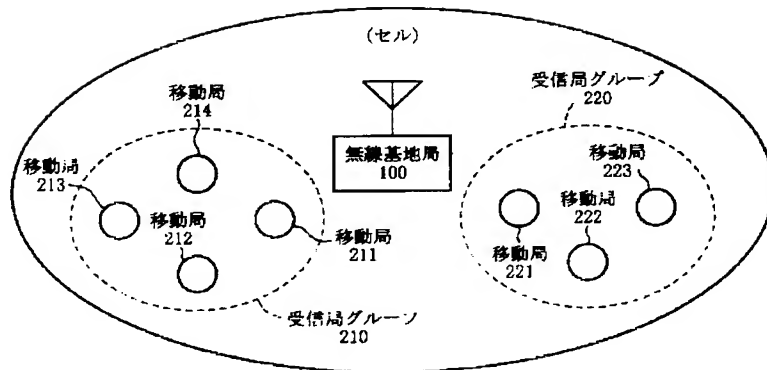 (セル)
移動局
214
受信局グループ
220
無線基地局
100
移動局
213
移動局
212
移動局
211
移動局
223
移動局
222
移動局
221
受信局グループ
210